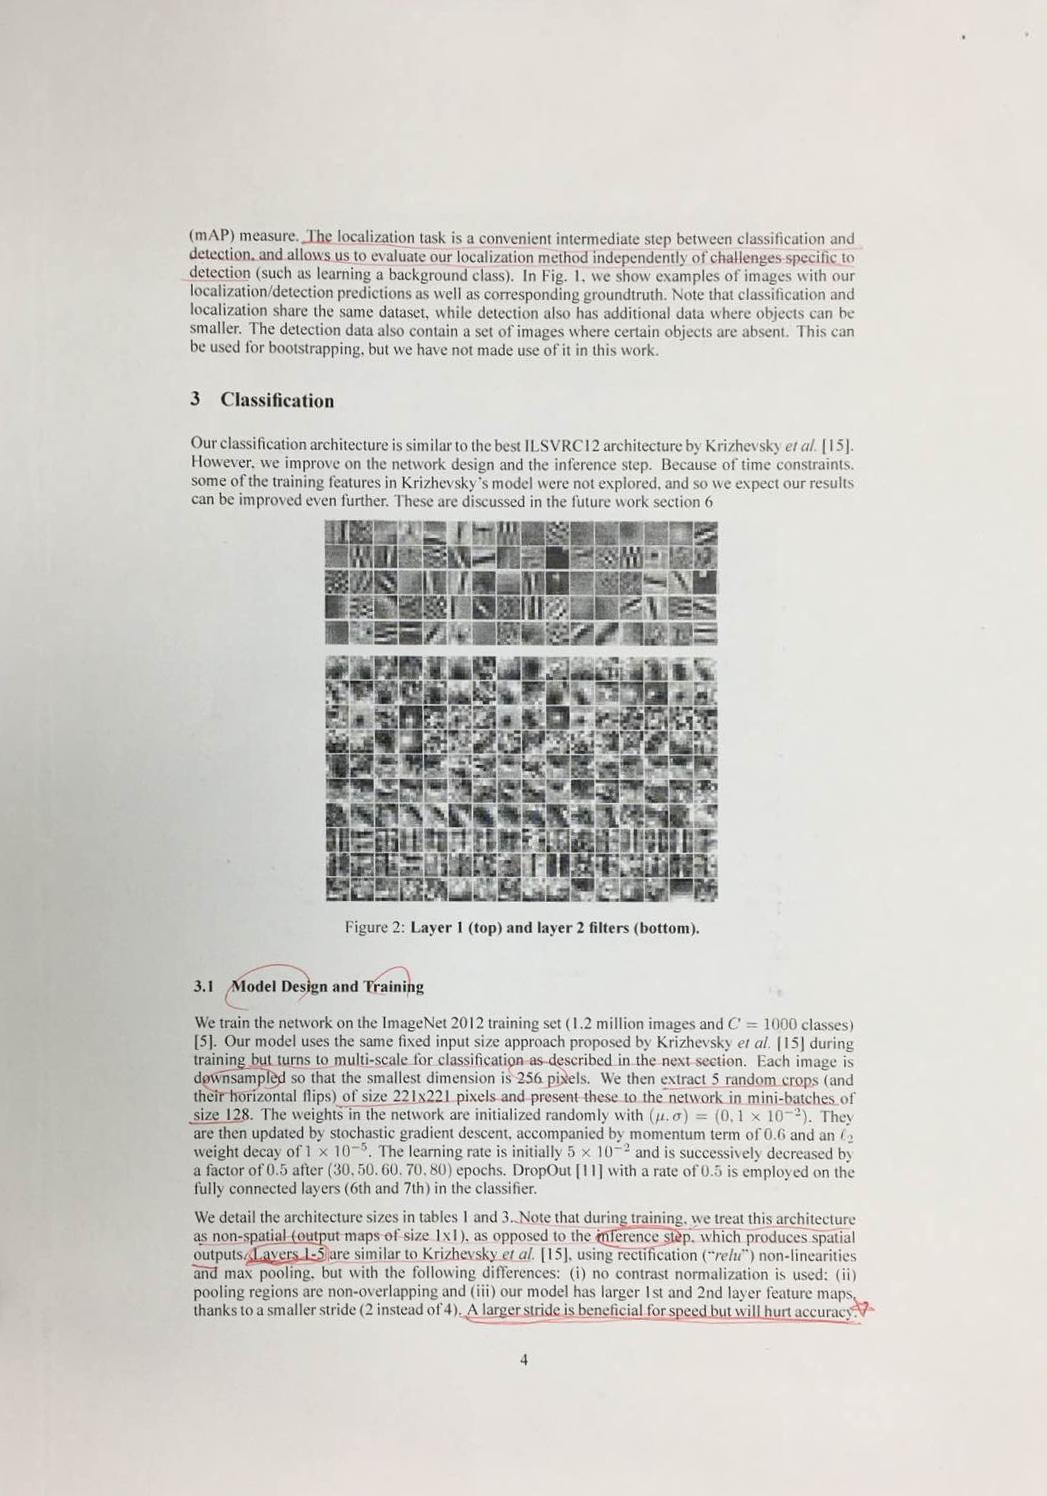 (mAP) measure. The localization task is a convenient intermediate step between classification and
detection, and allows us to evaluate our localization method independently of challenges specific to
detection (such as learning a background class). In Fig. 1, we show examples of images with our
localization/detection predictions as well as corresponding groundtruth. Note that classification and
localization share the same dataset, while detection also has additional data where objects can be
smaller. The detection data also contain a set of images where certain objects are absent. This can
be used for bootstrapping, but we have not made use of it in this work.
3 Classification
Our classification architecture is similar to the best ILSVRC12 architecture by Krizhevsky et al. [15].
However, we improve on the network design and the inference step. Because of time constraints,
some of the training features in Krizhevsky's model were not explored, and so we expect our results
can be improved even further. These are discussed in the future work section 6
Figure 2: Layer 1 (top) and layer 2 filters (bottom).
3.1 Model Design and Training
We train the network on the ImageNet 2012 training set (1.2 million images and C = 1000 classes)
[5]. Our model uses the same fixed input size approach proposed by Krizhevsky et al. [15] during
training but turns to multi-scale for classification as described in the next section. Each image is
downsampled so that the smallest dimension is 256 pixels. We then extract 5 random crops (and
their horizontal flips) of size 221x221 pixels and present these to the network in mini-batches of
size 128. The weights in the network are initialized randomly with (μ, σ) = (0, 1 × 10⁻²). They
are then updated by stochastic gradient descent, accompanied by momentum term of 0.6 and an ℓ₂
weight decay of 1 × 10⁻⁵. The learning rate is initially 5 × 10⁻² and is successively decreased by
a factor of 0.5 after (30, 50, 60, 70, 80) epochs. DropOut [11] with a rate of 0.5 is employed on the
fully connected layers (6th and 7th) in the classifier.
We detail the architecture sizes in tables 1 and 3. Note that during training, we treat this architecture
as non-spatial (output maps of size 1x1), as opposed to the inference step, which produces spatial
outputs. Layers 1-5 are similar to Krizhevsky et al. [15], using rectification ("relu") non-linearities
and max pooling, but with the following differences: (i) no contrast normalization is used; (ii)
pooling regions are non-overlapping and (iii) our model has larger 1st and 2nd layer feature maps,
thanks to a smaller stride (2 instead of 4). A larger stride is beneficial for speed but will hurt accuracy.
4